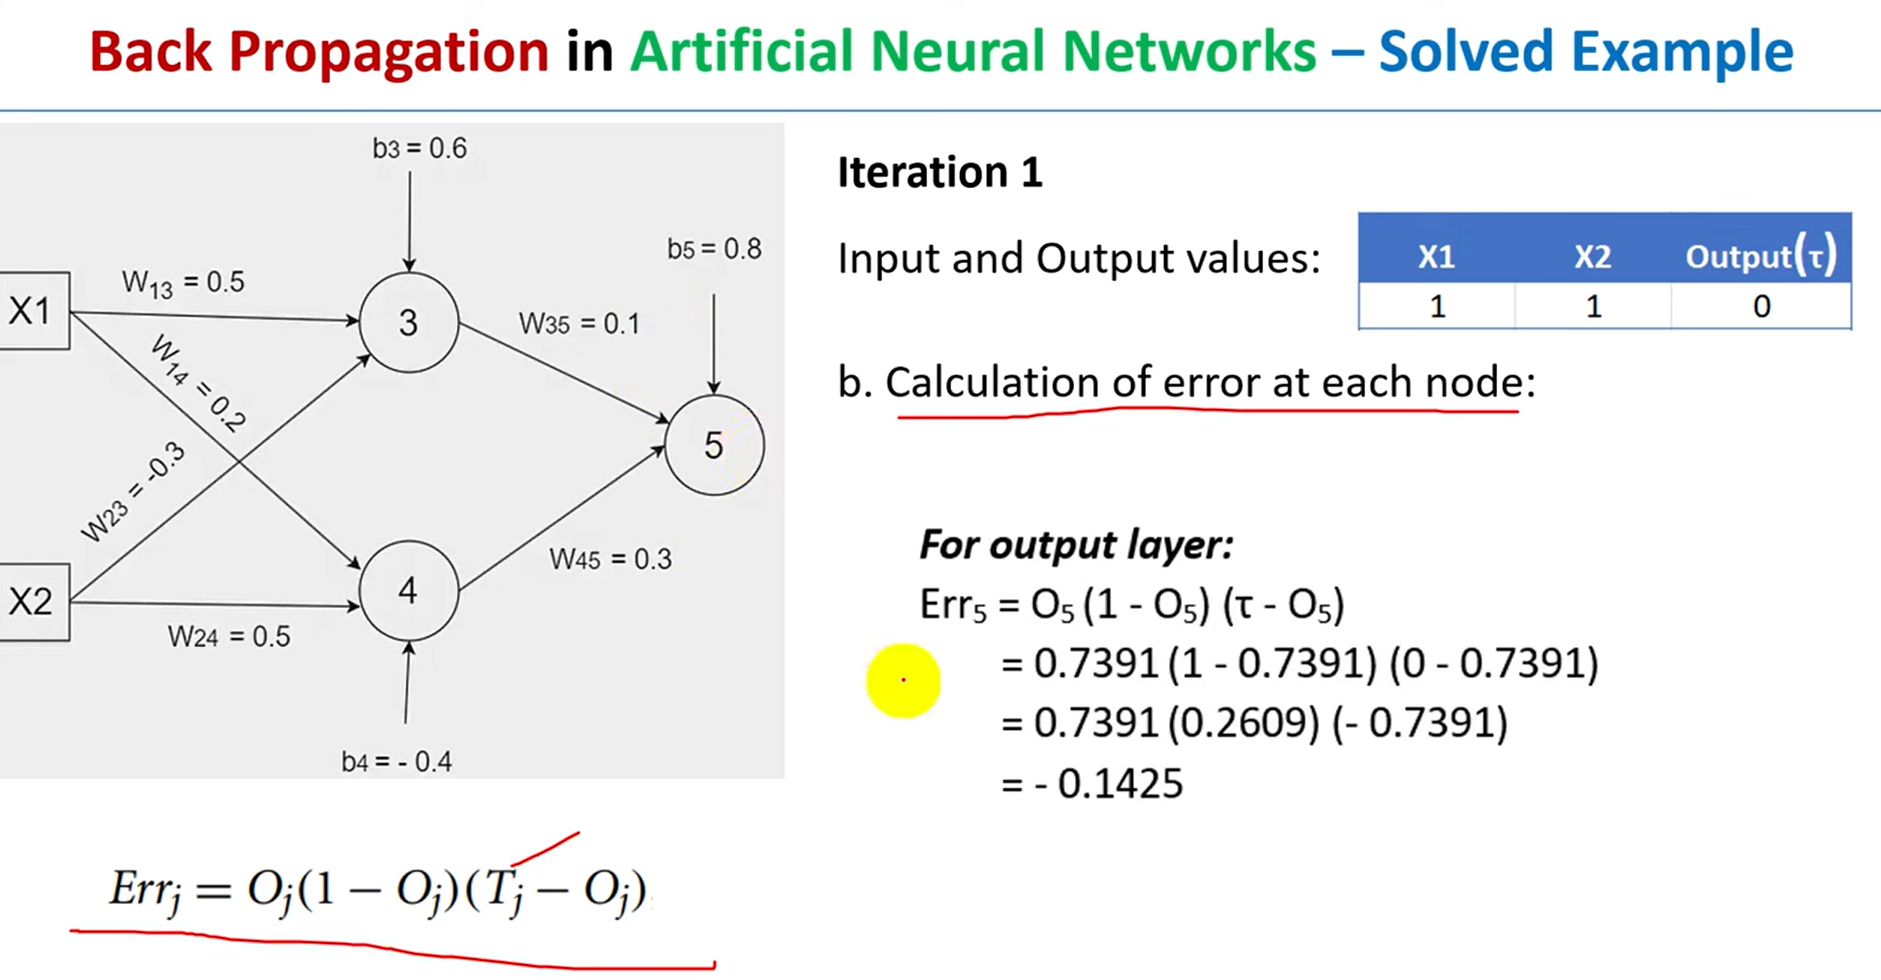 Back Propagation in Artificial Neural Networks – Solved Example
b3 = 0.6
b5 = 0.8
W13 = 0.5
X1
3
W35 = 0.1
W14 = 0.2
W23 = -0.3
5
X2
4
W45 = 0.3
W24 = 0.5
b4 = - 0.4
Errj = Oj(1 − Oj)(Tj − Oj)
Iteration 1
Input and Output values:
X1 X2 Output(τ)
1 1 0
b. Calculation of error at each node:
For output layer:
Err5 = O5 (1 - O5) (τ - O5)
= 0.7391 (1 - 0.7391) (0 - 0.7391)
= 0.7391 (0.2609) (- 0.7391)
= - 0.1425